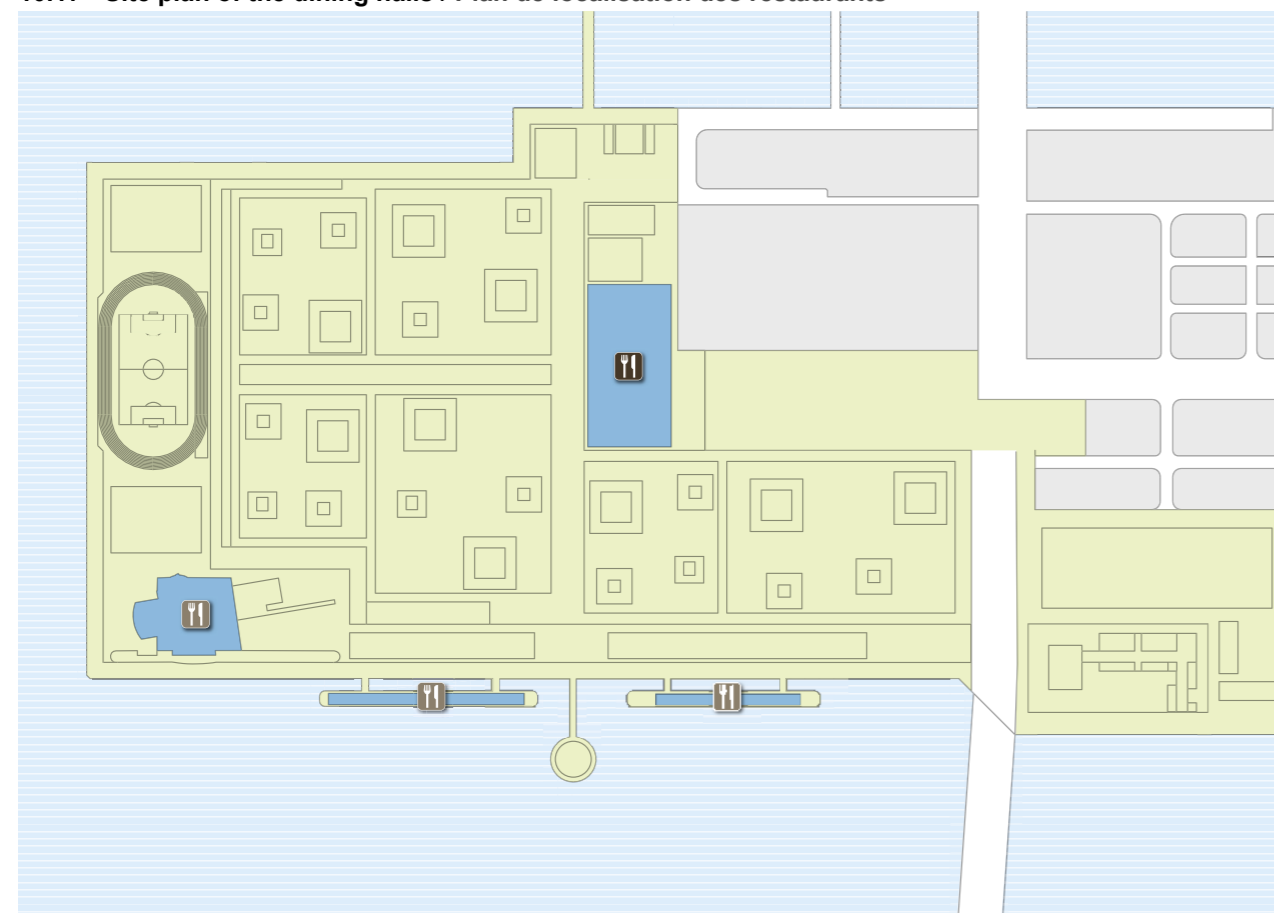 Site plan of the dining halls / Plan de localisation des restaurants